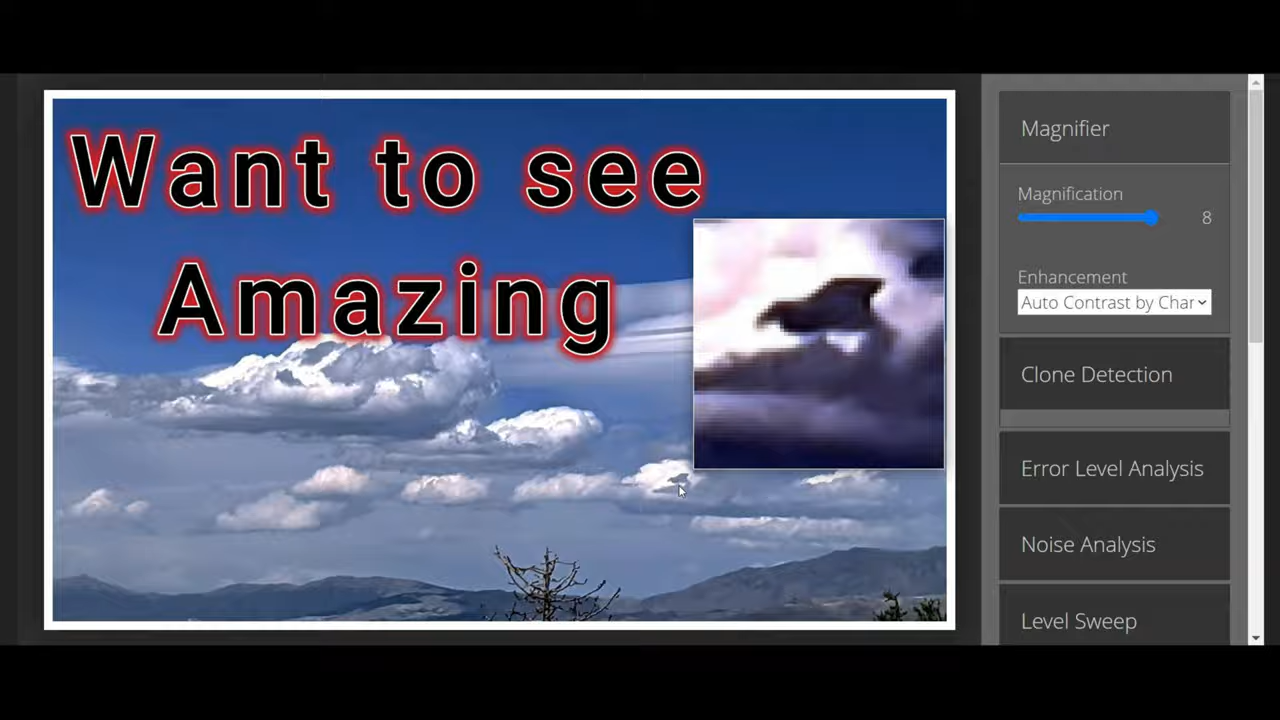 Want to see
Amazing
Magnifier
Magnification
8
Enhancement
Auto Contrast by Char
Clone Detection
Error Level Analysis
Noise Analysis
Level Sweep